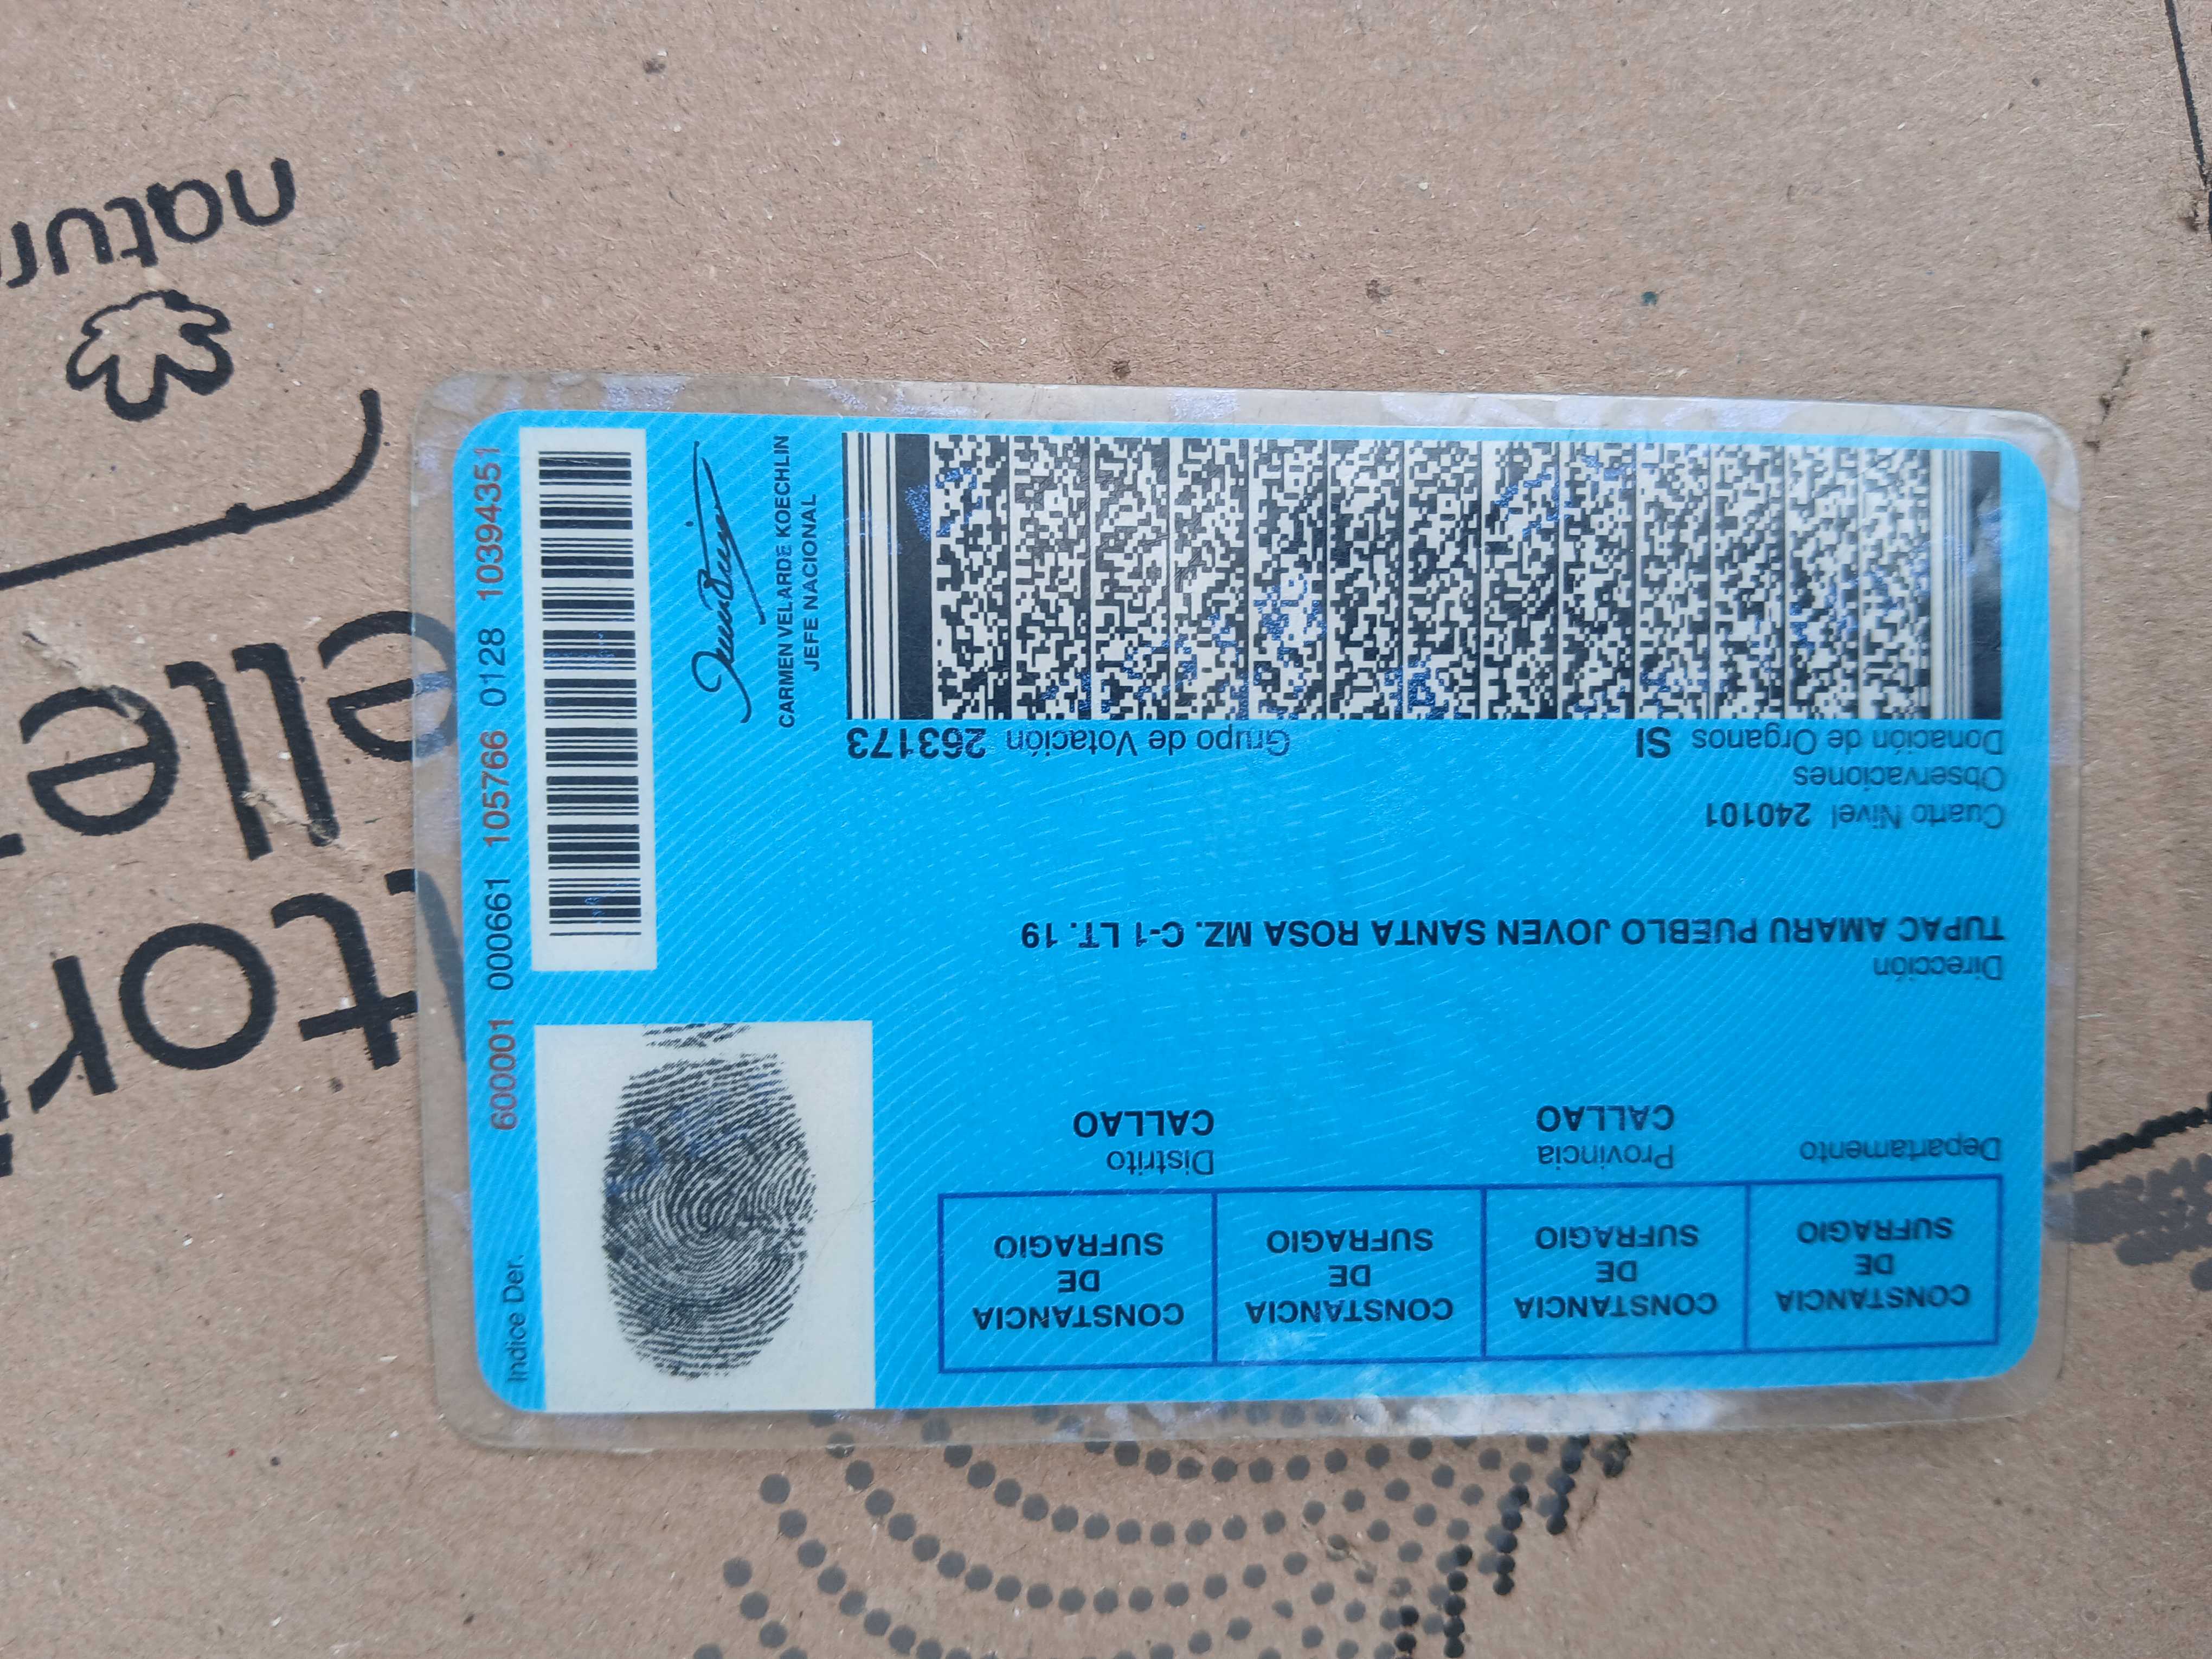 CONSTANCIA DE SUFRAGIO
CONSTANCIA DE SUFRAGIO
CONSTANCIA DE SUFRAGIO
CONSTANCIA DE SUFRAGIO
Departamento
Provincia
CALLAO
Distrito
CALLAO
Dirección
TUPAC AMARU PUEBLO JOVEN SANTA ROSA MZ. C-1 LT. 19
Cuarto Nivel 240101
Observaciones
Donación de Organos SI
Grupo de Votación 263173
Indice Der.
600001 000661 105766 0128 10394351
CARMEN VELARDE KOECHLIN
JEFE NACIONAL
natur
elle